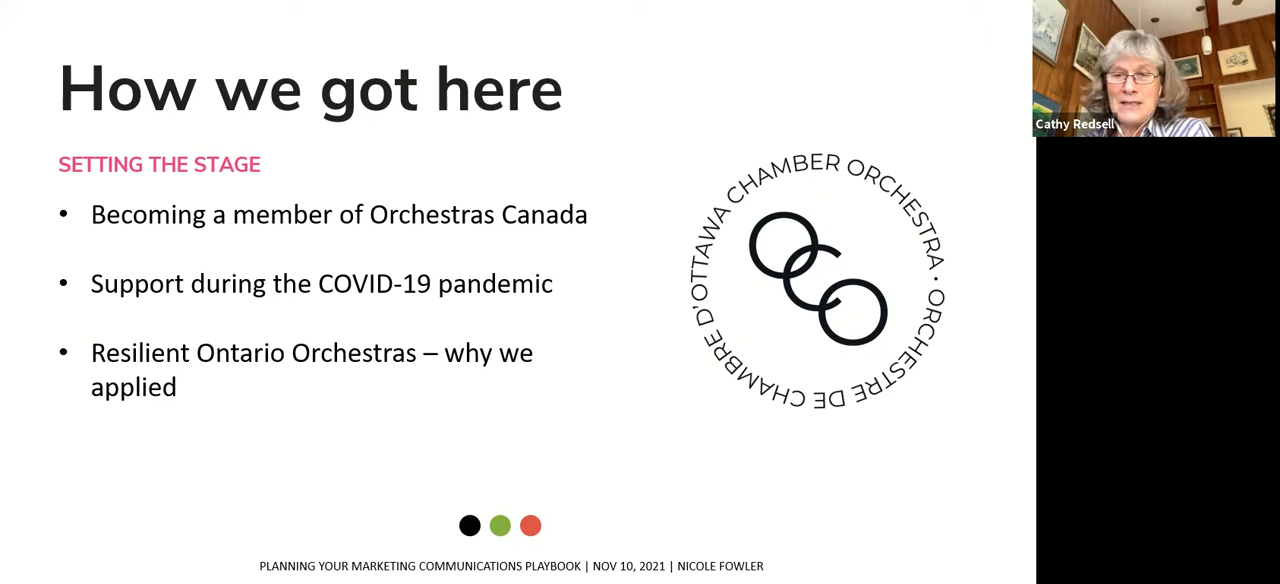 How we got here
SETTING THE STAGE
• Becoming a member of Orchestras Canada
• Support during the COVID-19 pandemic
• Resilient Ontario Orchestras – why we
applied
OTTAWA CHAMBER ORCHESTRA • ORCHESTRE DE CHAMBRE D'OTTAWA
OCO
Cathy Redsell
PLANNING YOUR MARKETING COMMUNICATIONS PLAYBOOK | NOV 10, 2021 | NICOLE FOWLER